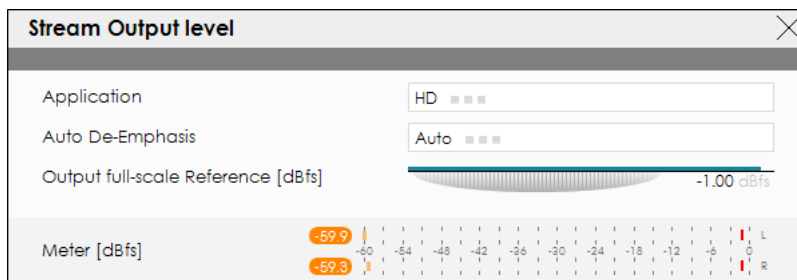 Stream Output level
Application HD
Auto De-Emphasis Auto
Output full-scale Reference [dBfs] -1.00 dBfs
-59.9 L
Meter [dBfs] -60 -54 -48 -42 -36 -30 -24 -18 -12 -6 0
-59.3 R